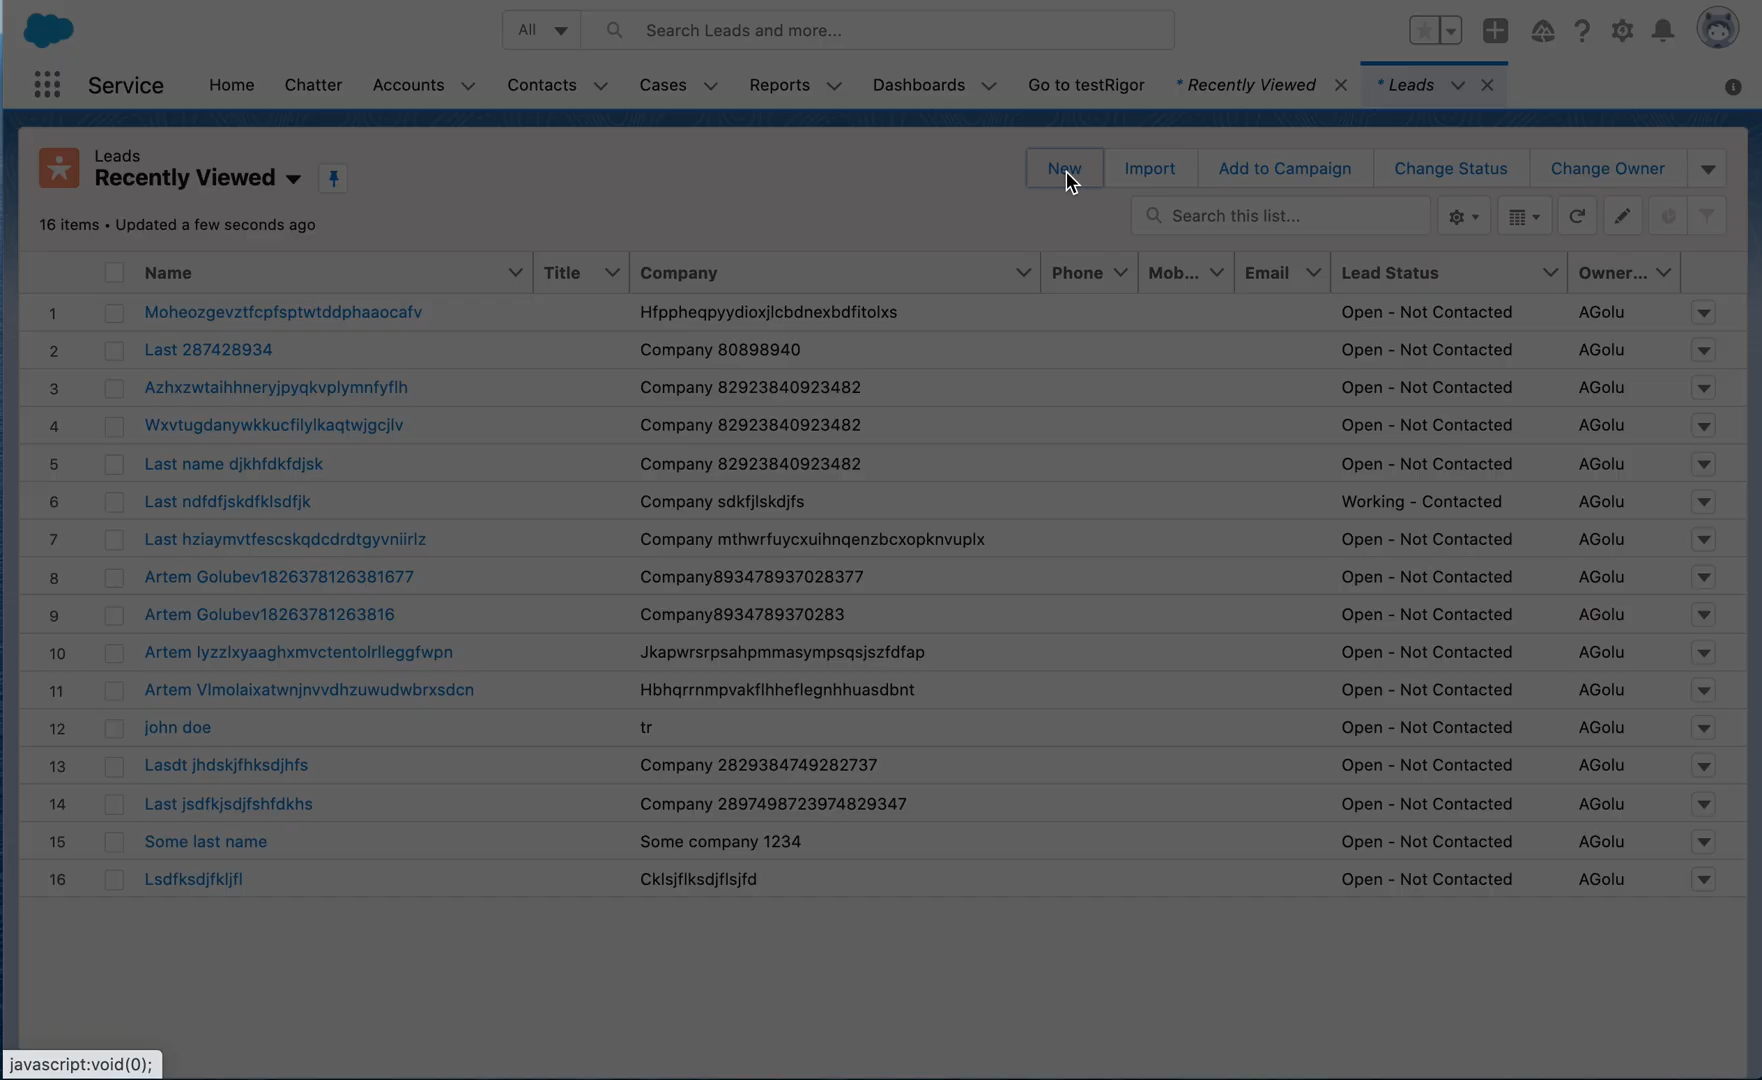 All Search Leads and more...
Service Home Chatter Accounts Contacts Cases Reports Dashboards Go to testRigor * Recently Viewed * Leads
Leads
Recently Viewed
New Import Add to Campaign Change Status Change Owner
16 items • Updated a few seconds ago
Search this list...
Name Title Company Phone Mob... Email Lead Status Owner...
1 Moheozgevztfcpfsptwtddphaaocafv Hfppheqpyydioxjlcbdnexbdfitolxs Open - Not Contacted AGolu
2 Last 287428934 Company 80898940 Open - Not Contacted AGolu
3 Azhxzwtaihhneryjpyqkvplymnfyflh Company 82923840923482 Open - Not Contacted AGolu
4 Wxvtugdanywkkucfilylkaqtwjgcjlv Company 82923840923482 Open - Not Contacted AGolu
5 Last name djkhfdkfdjsk Company 82923840923482 Open - Not Contacted AGolu
6 Last ndfdfjskdfklsdfjk Company sdkfjlskdjfs Working - Contacted AGolu
7 Last hziaymvtfescskqdcdrdtgyvniirlz Company mthwrfuycxuihnqenzbcxopknvuplx Open - Not Contacted AGolu
8 Artem Golubev1826378126381677 Company893478937028377 Open - Not Contacted AGolu
9 Artem Golubev18263781263816 Company8934789370283 Open - Not Contacted AGolu
10 Artem Iyzzlxyaaghxmvctentolrlleggfwpn Jkapwrsrpsahpmmasympsqsjszfdfap Open - Not Contacted AGolu
11 Artem Vlmolaixatwnjnvvdhzuwudwbrxsdcn Hbhqrrnmpvakflhheflegnhhuasdbnt Open - Not Contacted AGolu
12 john doe tr Open - Not Contacted AGolu
13 Lasdt jhdskjfhksdjhfs Company 2829384749282737 Open - Not Contacted AGolu
14 Last jsdfkjsdjfshfdkhs Company 2897498723974829347 Open - Not Contacted AGolu
15 Some last name Some company 1234 Open - Not Contacted AGolu
16 Lsdfksdjfkljfl Cklsjflksdjflsjfd Open - Not Contacted AGolu
javascript:void(0);